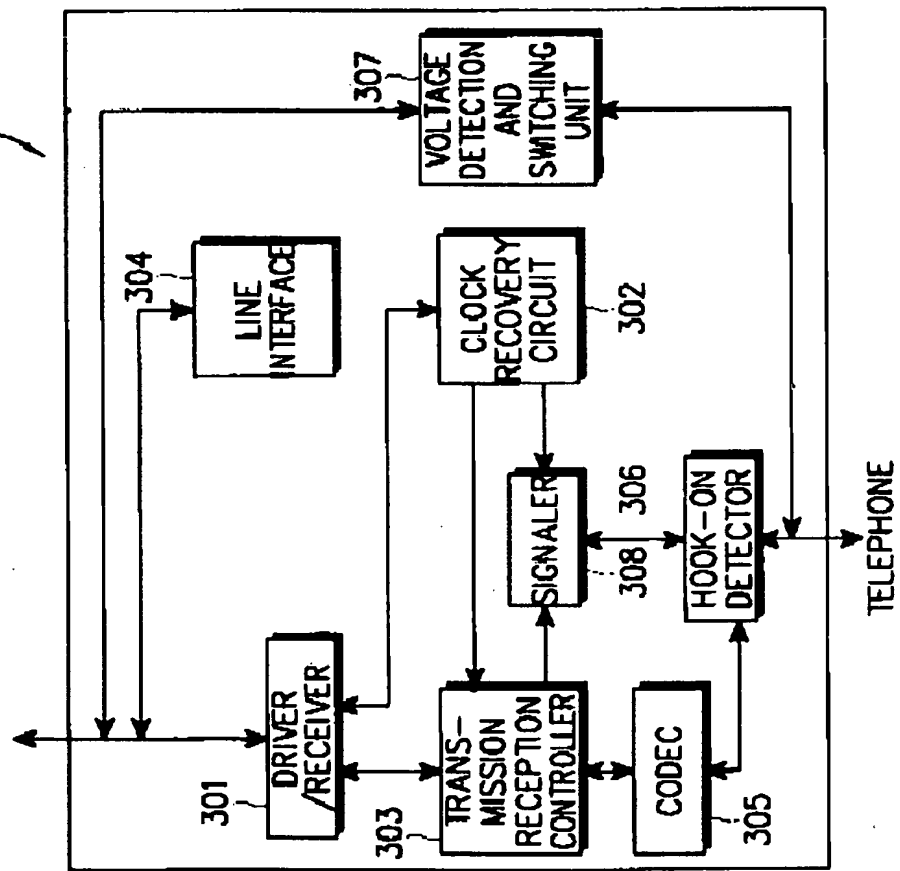 301
DRIVER
/RECEIVER
304
LINE
INTERFACE
307
VOLTAGE
DETECTION
AND
SWITCHING
UNIT
303
TRANS-
MISSION
RECEPTION
CONTROLLER
CLOCK
RECOVERY
CIRCUIT
302
SIGNALER
308
306
CODEC
305
HOOK-ON
DETECTOR
TELEPHONE